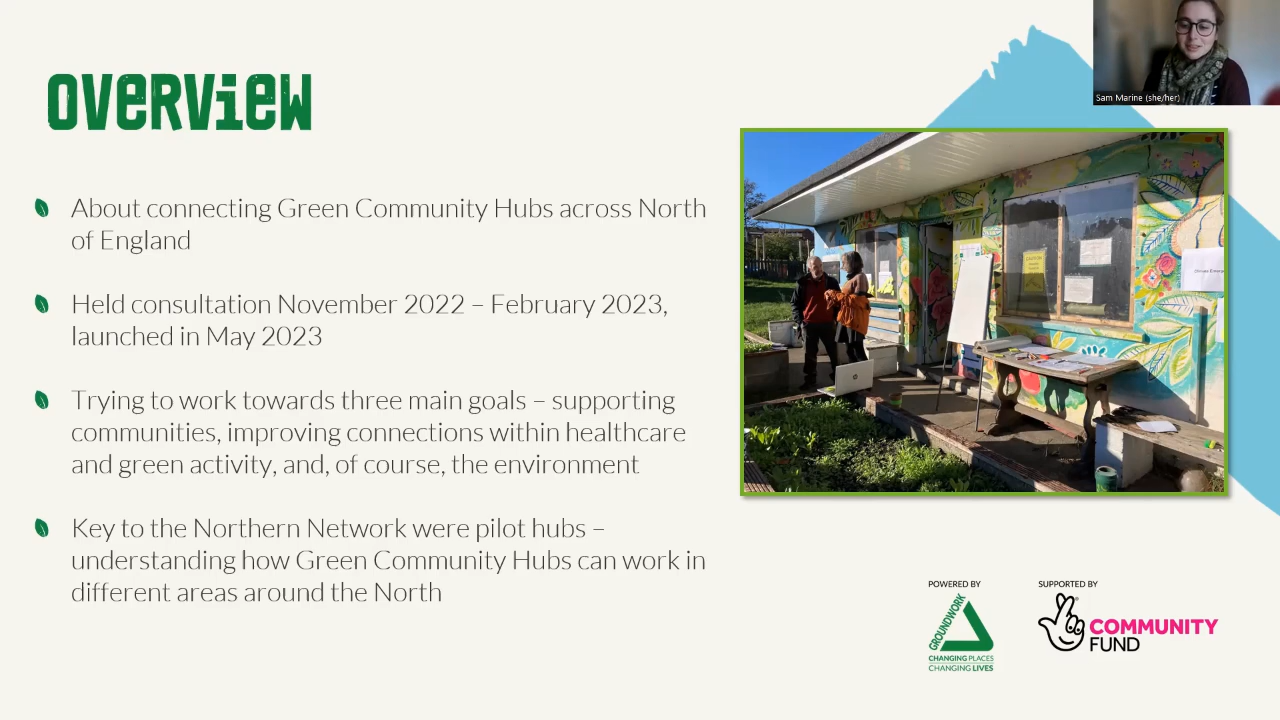 Sam Marine (she/her)
OVERVIEW
About connecting Green Community Hubs across North
of England
Held consultation November 2022 – February 2023,
launched in May 2023
Trying to work towards three main goals – supporting
communities, improving connections within healthcare
and green activity, and, of course, the environment
Key to the Northern Network were pilot hubs –
understanding how Green Community Hubs can work in
different areas around the North
POWERED BY
GROUNDWORK
CHANGING PLACES
CHANGING LIVES
SUPPORTED BY
COMMUNITY
FUND